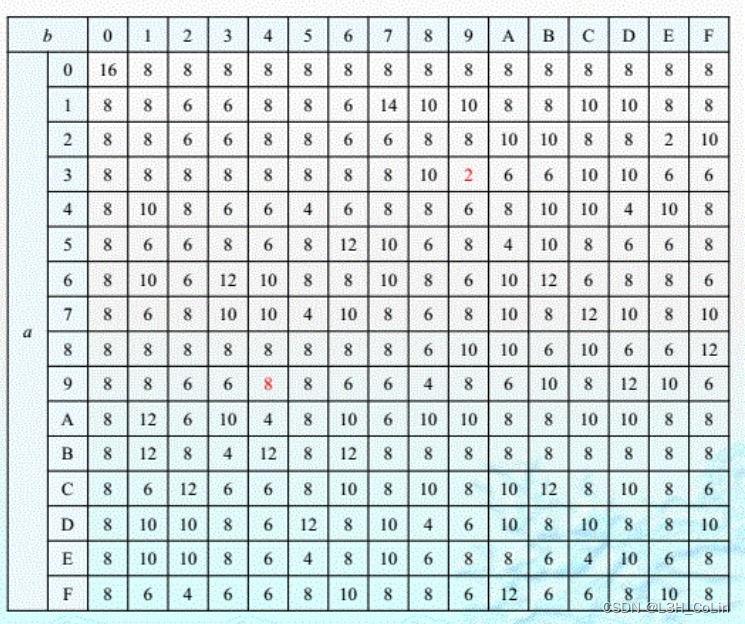 b 0 1 2 3 4 5 6 7 8 9 A B C D E F
0 16 8 8 8 8 8 8 8 8 8 8 8 8 8 8 8
1 8 8 6 6 8 8 6 14 10 10 8 8 10 10 8 8
2 8 8 6 6 8 8 6 6 8 8 10 10 8 8 2 10
3 8 8 8 8 8 8 8 8 10 2 6 6 10 10 6 6
4 8 10 8 6 6 4 6 8 8 6 8 10 10 4 10 8
5 8 6 6 8 6 8 12 10 6 8 4 10 8 6 6 8
6 8 10 6 12 10 8 8 10 8 6 10 12 6 8 8 6
7 8 6 8 10 10 4 10 8 6 8 10 8 12 10 8 10
a
8 8 8 8 8 8 8 8 8 6 10 10 6 10 6 6 12
9 8 8 6 6 8 8 6 6 4 8 6 10 8 12 10 6
A 8 12 6 10 4 8 10 6 10 10 8 8 10 10 8 8
B 8 12 8 4 12 8 12 8 8 8 8 8 8 8 8 8
C 8 6 12 6 6 8 10 8 10 8 10 12 8 10 8 6
D 8 10 10 8 6 12 8 10 4 6 10 8 10 8 8 10
E 8 10 10 8 6 4 8 10 6 8 8 6 4 10 6 8
F 8 6 4 6 6 8 10 8 8 6 12 6 6 8 10 8
CSDN @L3H_CoLin